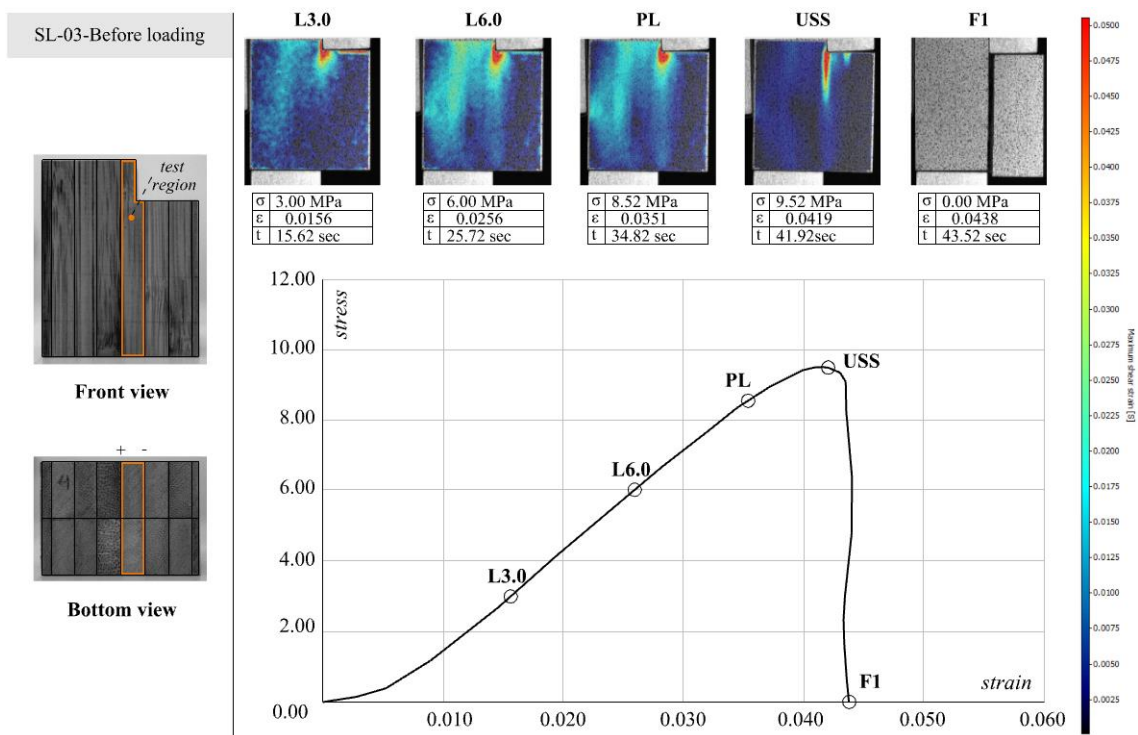 SL-03-Before loading
test
region
Front view
+ -
4
Bottom view
L3.0 L6.0 PL USS F1
σ 3.00 MPa
ε 0.0156
t 15.62 sec
σ 6.00 MPa
ε 0.0256
t 25.72 sec
σ 8.52 MPa
ε 0.0351
t 34.82 sec
σ 9.52 MPa
ε 0.0419
t 41.92sec
σ 0.00 MPa
ε 0.0438
t 43.52 sec
12.00
10.00
8.00
6.00
4.00
2.00
0.00
stress
L3.0
L6.0
PL
USS
F1
strain
0.010 0.020 0.030 0.040 0.050 0.060
0.0500
0.0475
0.0450
0.0425
0.0400
0.0375
0.0350
0.0325
0.0300
0.0275
0.0250
0.0225
0.0200
0.0175
0.0150
0.0125
0.0100
0.0075
0.0050
0.0025
Maximum shear strain [S]